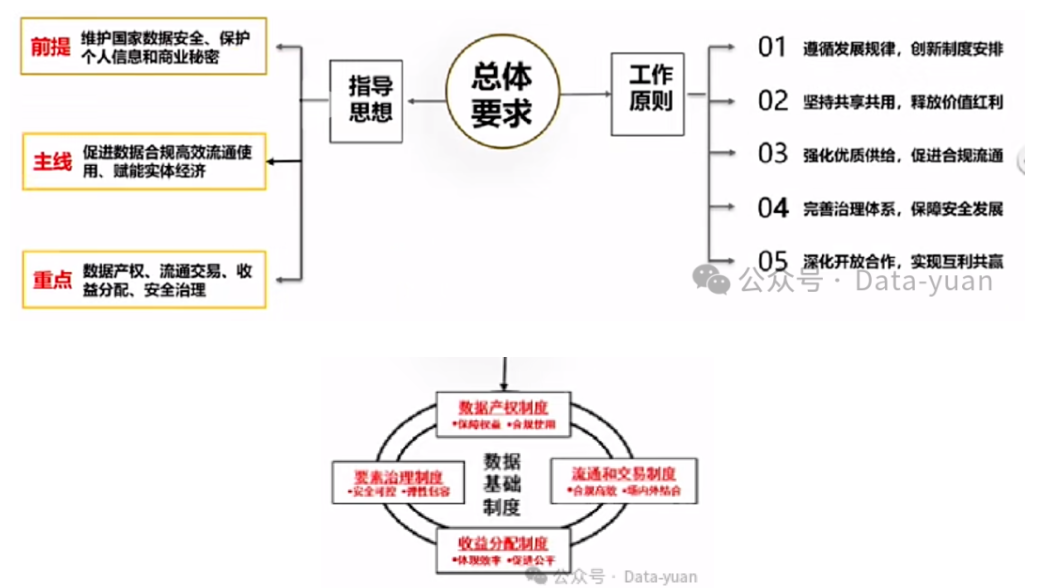 前提
维护国家数据安全、保护
个人信息和商业秘密
主线
促进数据合规高效流通使
用、赋能实体经济
重点
数据产权、流通交易、收
益分配、安全治理
指导
思想
总体
要求
工作
原则
01 遵循发展规律，创新制度安排
02 坚持共享共用，释放价值红利
03 强化优质供给，促进合规流通
04 完善治理体系，保障安全发展
05 深化开放合作，实现互利共赢
公众号 · Data-yuan
数据产权制度
•保障权益 •合规使用
要素治理制度
•安全可控 •弹性包容
数据
基础
制度
流通和交易制度
•合规高效 •场内外结合
收益分配制度
•体现效率 •促进公平
公众号 · Data-yuan